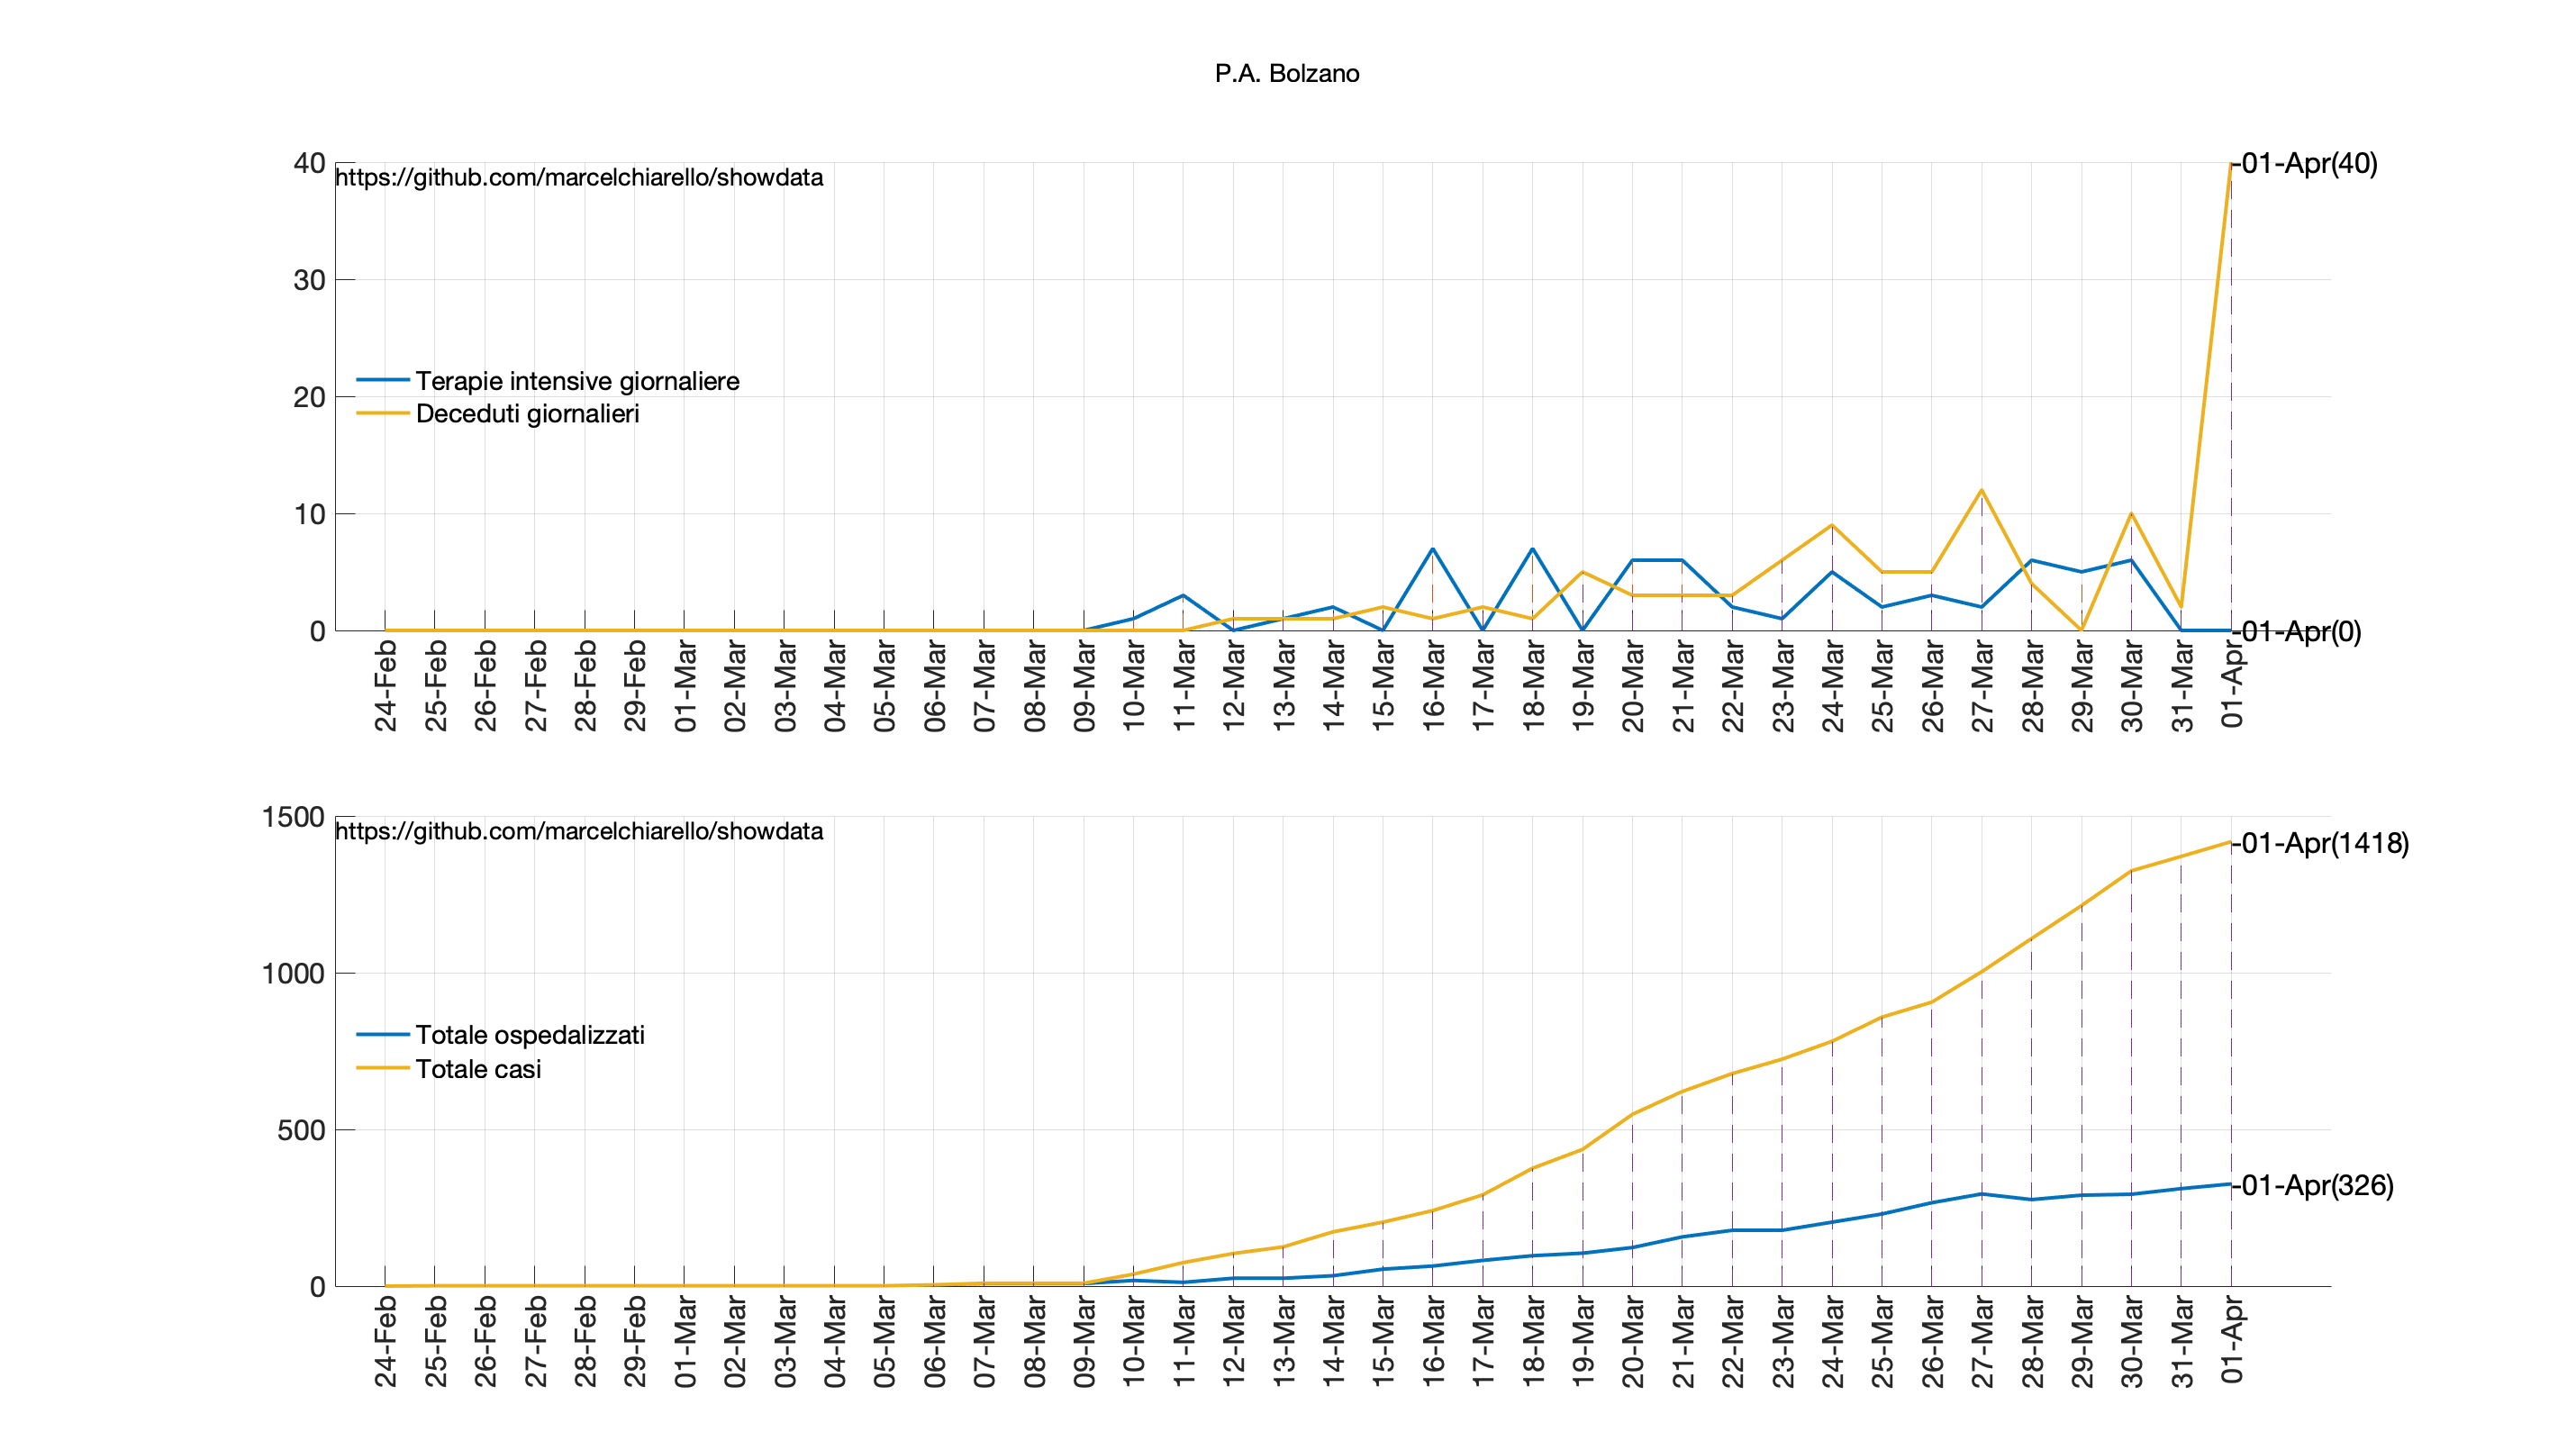 P.A. Bolzano
40
https://github.com/marcelchiarello/showdata
-01-Apr(40)
30
Terapie intensive giornaliere
20
Deceduti giornalieri
10
0
-01-Apr(0)
24-Feb
25-Feb
26-Feb
27-Feb
28-Feb
29-Feb
01-Mar
02-Mar
03-Mar
04-Mar
05-Mar
06-Mar
07-Mar
08-Mar
09-Mar
10-Mar
11-Mar
12-Mar
13-Mar
14-Mar
15-Mar
16-Mar
17-Mar
18-Mar
19-Mar
20-Mar
21-Mar
22-Mar
23-Mar
24-Mar
25-Mar
26-Mar
27-Mar
28-Mar
29-Mar
30-Mar
31-Mar
01-Apr
1500
https://github.com/marcelchiarello/showdata
-01-Apr(1418)
1000
Totale ospedalizzati
Totale casi
500
-01-Apr(326)
0
24-Feb
25-Feb
26-Feb
27-Feb
28-Feb
29-Feb
01-Mar
02-Mar
03-Mar
04-Mar
05-Mar
06-Mar
07-Mar
08-Mar
09-Mar
10-Mar
11-Mar
12-Mar
13-Mar
14-Mar
15-Mar
16-Mar
17-Mar
18-Mar
19-Mar
20-Mar
21-Mar
22-Mar
23-Mar
24-Mar
25-Mar
26-Mar
27-Mar
28-Mar
29-Mar
30-Mar
31-Mar
01-Apr